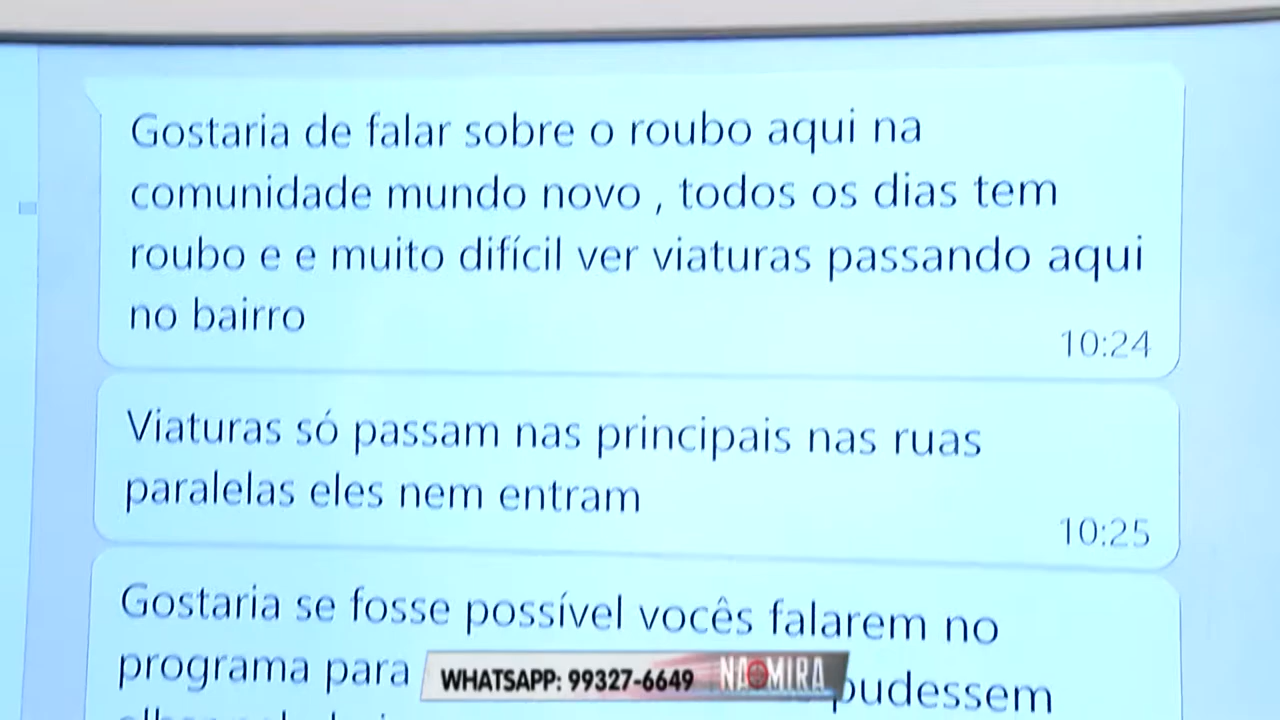 Gostaria de falar sobre o roubo aqui na
comunidade mundo novo , todos os dias tem
roubo e e muito difícil ver viaturas passando aqui
no bairro
10:24
Viaturas só passam nas principais nas ruas
paralelas eles nem entram
10:25
Gostaria se fosse possível vocês falarem no
programa para pudessem
WHATSAPP: 99327-6649 NA MIRA